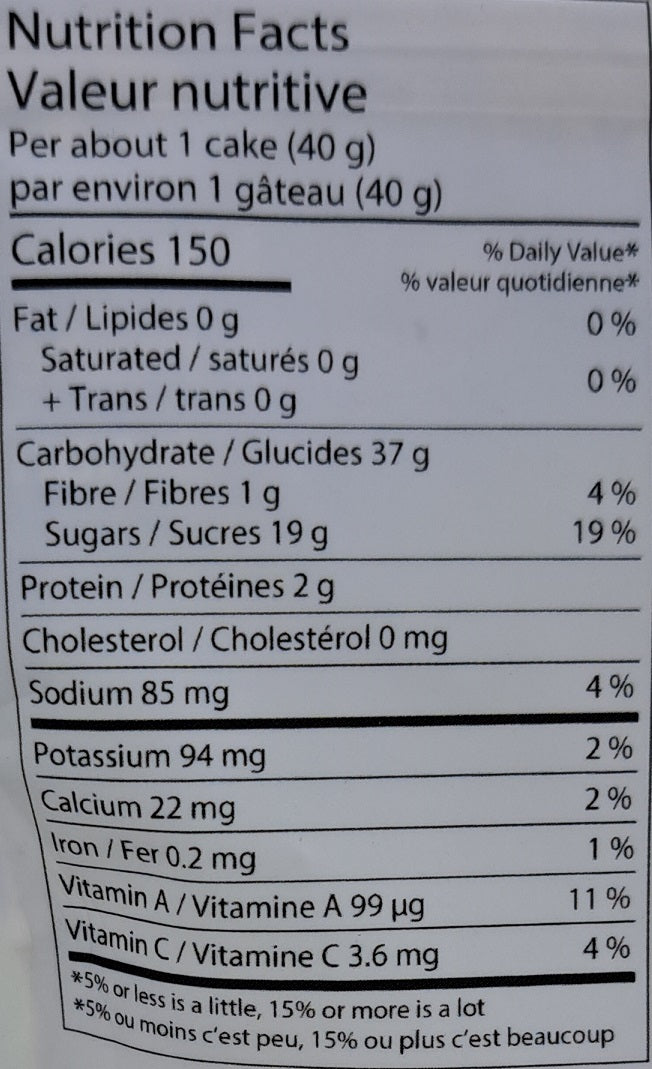 Nutrition Facts
Valeur nutritive
Per about 1 cake (40 g)
par environ 1 gâteau (40 g)
Calories 150
% Daily Value*
% valeur quotidienne*
Fat / Lipides 0 g 0 %
Saturated / saturés 0 g
+ Trans / trans 0 g 0 %
Carbohydrate / Glucides 37 g
Fibre / Fibres 1 g 4 %
Sugars / Sucres 19 g 19 %
Protein / Protéines 2 g
Cholesterol / Cholestérol 0 mg
Sodium 85 mg 4 %
Potassium 94 mg 2 %
Calcium 22 mg 2 %
Iron / Fer 0.2 mg 1 %
Vitamin A / Vitamine A 99 µg 11 %
Vitamin C / Vitamine C 3.6 mg 4 %
*5% or less is a little, 15% or more is a lot
*5% ou moins c'est peu, 15% ou plus c'est beaucoup